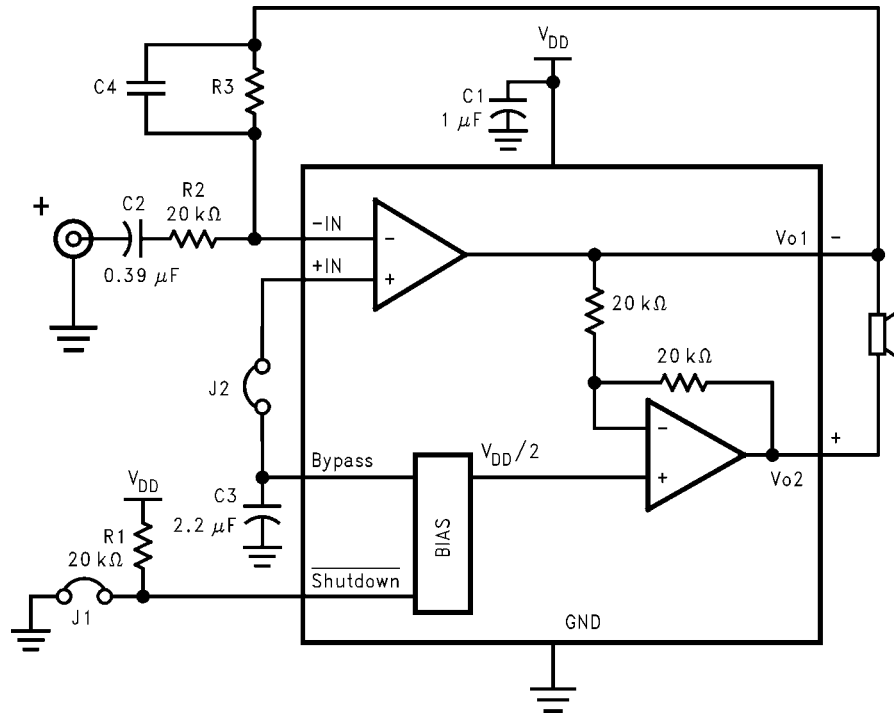 V_DD
C4
R3
C1
1 μF
+
C2
0.39 μF
R2
20 kΩ
-IN
+IN
-
+
Vo1
-
20 kΩ
20 kΩ
J2
Bypass
V_DD/2
-
+
+
Vo2
V_DD
C3
2.2 μF
R1
20 kΩ
BIAS
Shutdown
J1
GND